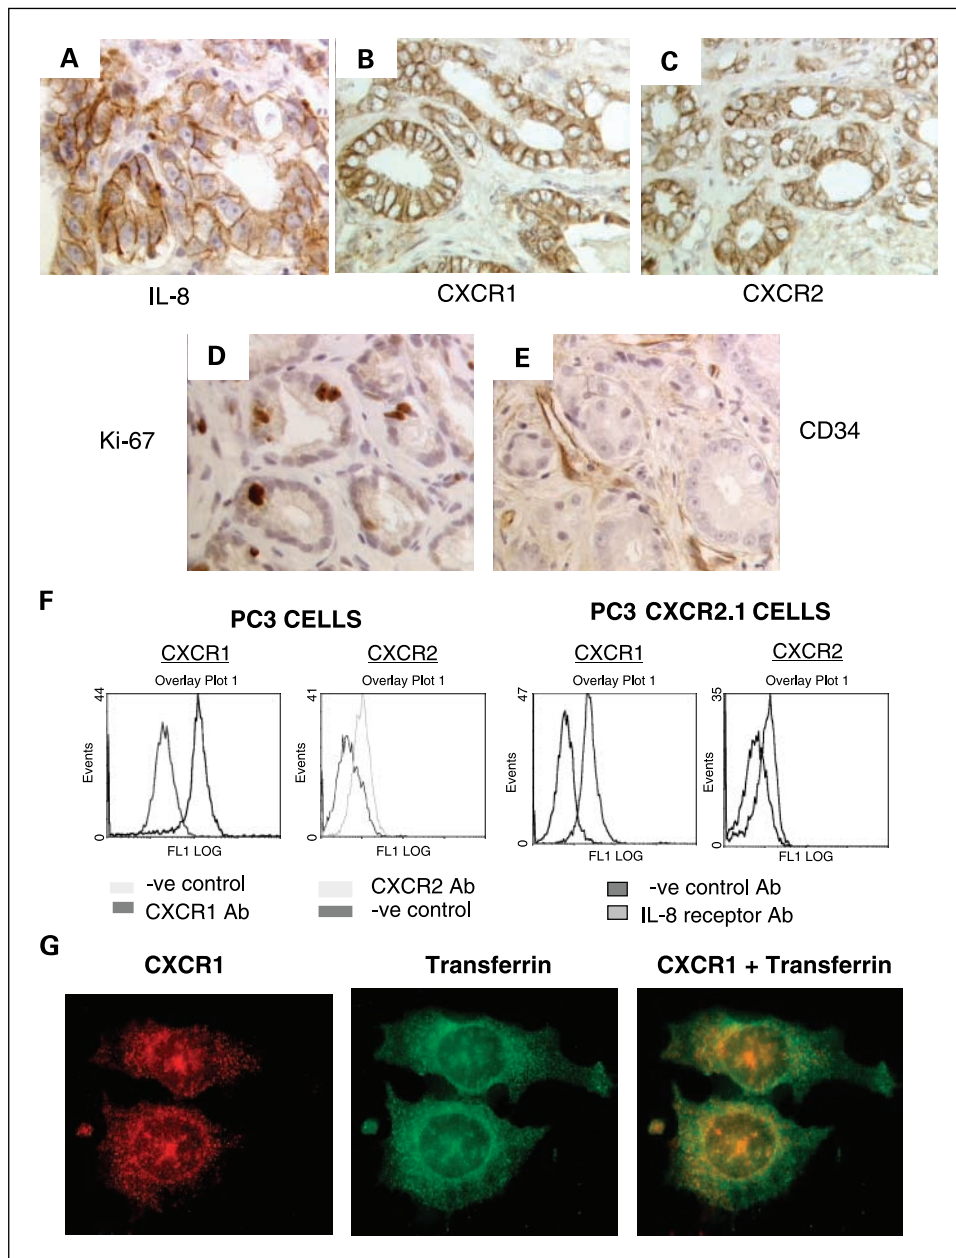 A
B
C
IL-8
CXCR1
CXCR2
D
E
Ki-67
CD34
F
PC3 CELLS
PC3 CXCR2.1 CELLS
CXCR1
CXCR2
CXCR1
CXCR2
Overlay Plot 1
Overlay Plot 1
Overlay Plot 1
Overlay Plot 1
44
Events
0
FL1 LOG
41
Events
0
FL1 LOG
47
Events
0
FL1 LOG
35
Events
0
FL1 LOG
-ve control
CXCR1 Ab
CXCR2 Ab
-ve control
-ve control Ab
IL-8 receptor Ab
G
CXCR1
Transferrin
CXCR1 + Transferrin